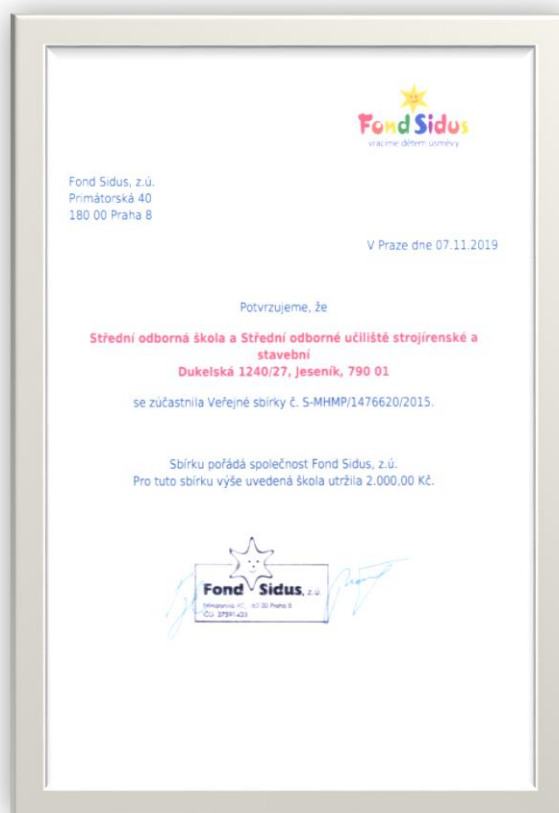 Fond Sidus
vracíme dětem úsměvy
Fond Sidus, z.ú.
Primátorská 40
180 00 Praha 8
V Praze dne 07.11.2019
Potvrzujeme, že
Střední odborná škola a Střední odborné učiliště strojírenské a
stavební
Dukelská 1240/27, Jeseník, 790 01
se zúčastnila Veřejné sbírky č. S-MHMP/1476620/2015.
Sbírku pořádá společnost Fond Sidus, z.ú.
Pro tuto sbírku výše uvedená škola utržila 2.000,00 Kč.
Fond Sidus, z.ú.